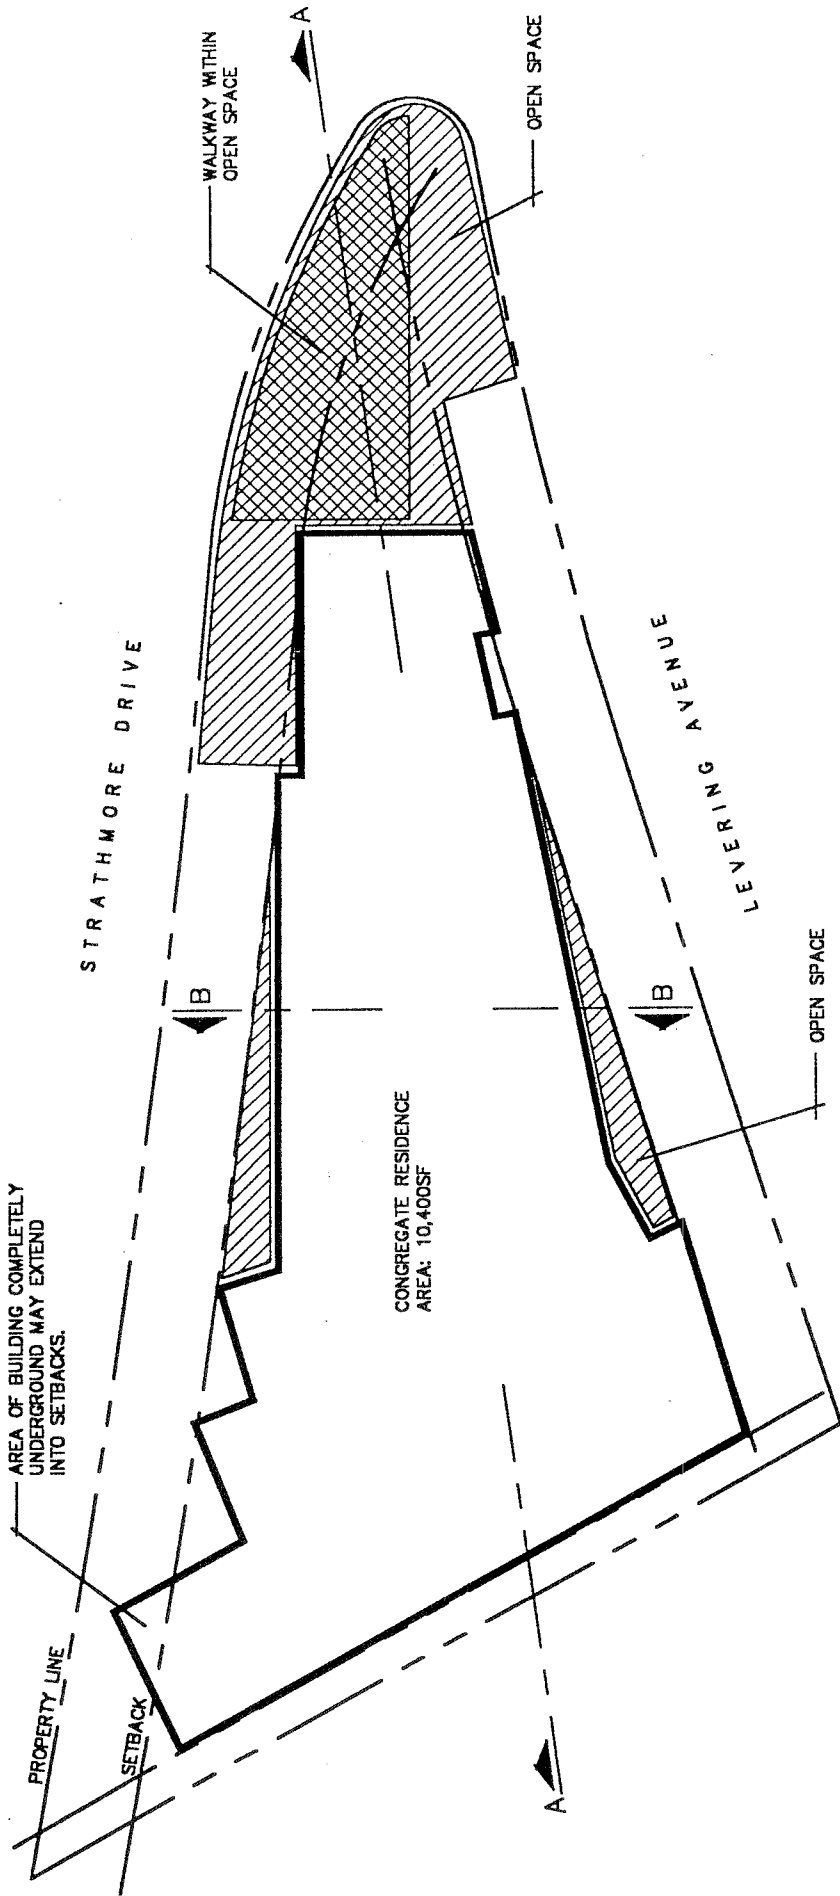 AREA OF BUILDING COMPLETELY
UNDERGROUND MAY EXTEND
INTO SETBACKS.
PROPERTY LINE
SETBACK
STRATHMORE DRIVE
WALKWAY WITHIN
OPEN SPACE
A
OPEN SPACE
B
B
CONGREGATE RESIDENCE
AREA: 10,400SF
LEVERING AVENUE
OPEN SPACE
A